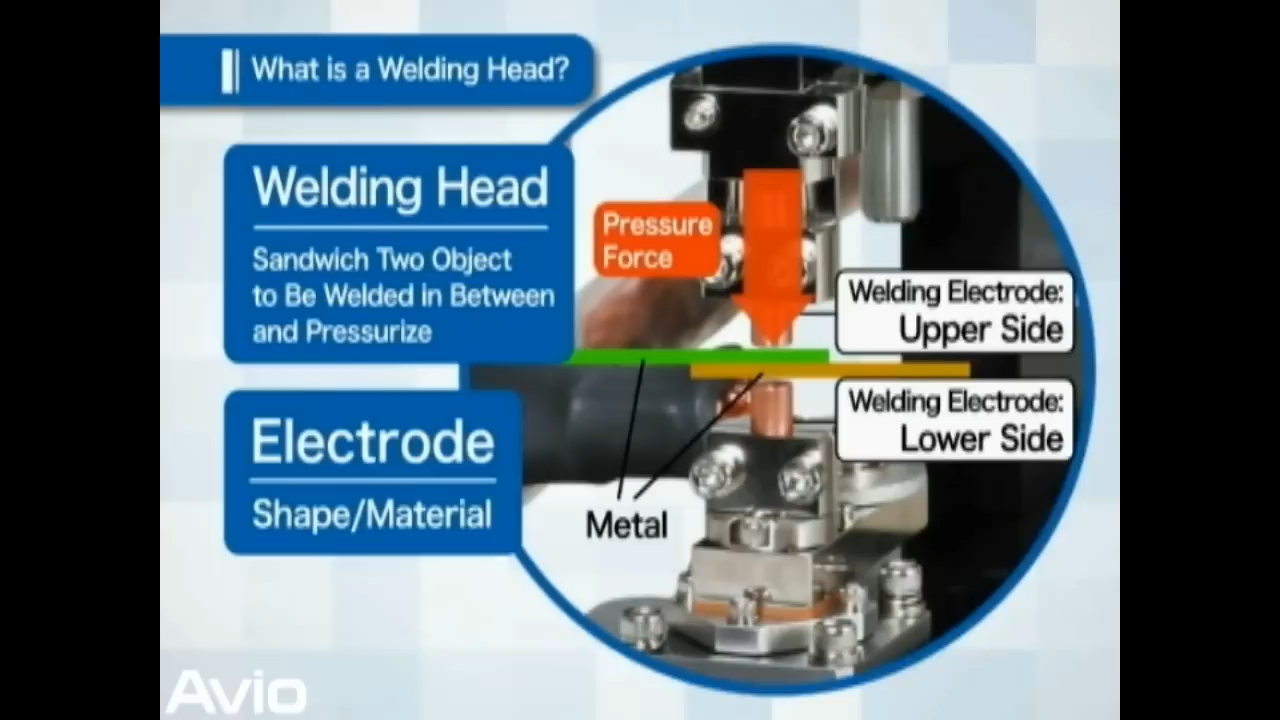 What is a Welding Head?
Welding Head
Sandwich Two Object
to Be Welded in Between
and Pressurize
Pressure
Force
Welding Electrode:
Upper Side
Welding Electrode:
Lower Side
Electrode
Shape/Material
Metal
Avio